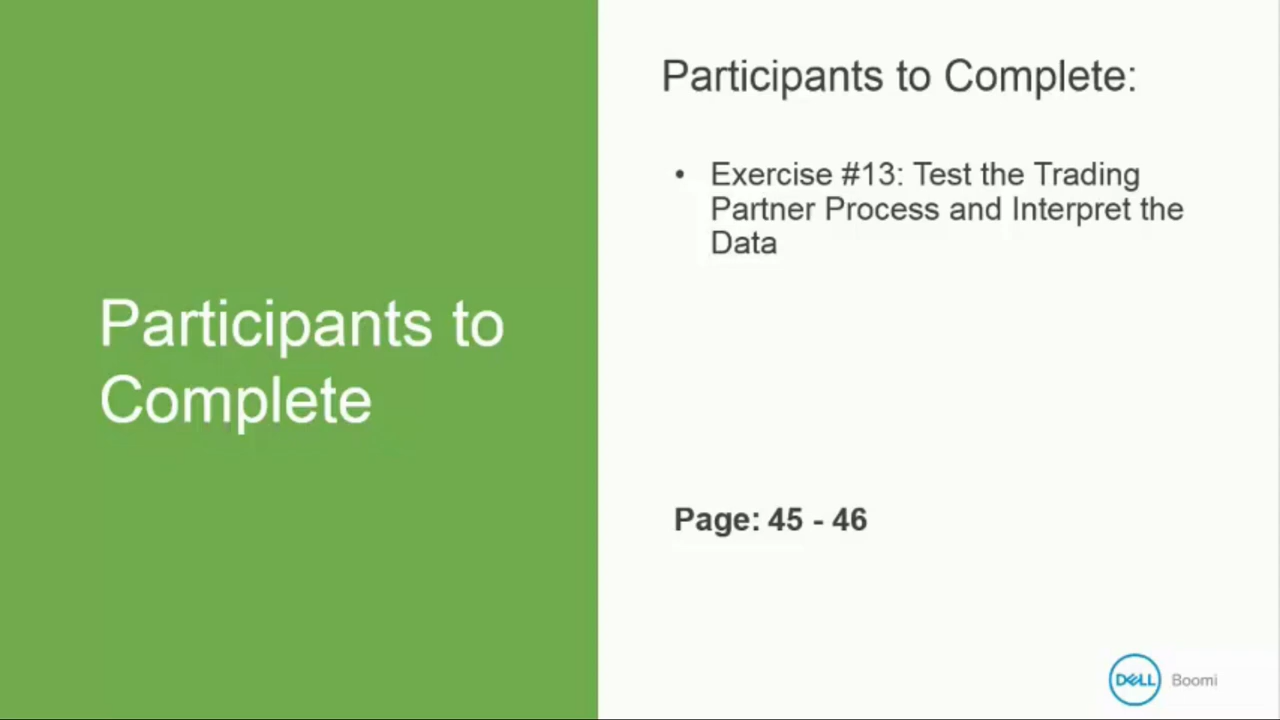 Participants to
Complete
Participants to Complete:
• Exercise #13: Test the Trading
Partner Process and Interpret the
Data
Page: 45 - 46
DELL Boomi